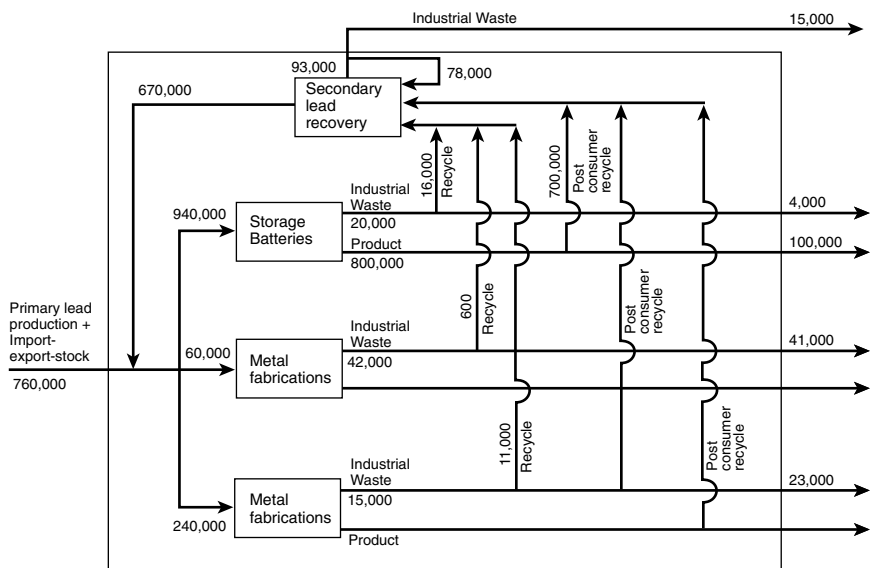 Industrial Waste
15,000
93,000
78,000
670,000
Secondary
lead
recovery
16,000
Recycle
700,000
Post
consumer
recycle
940,000
Storage
Batteries
Industrial
Waste
20,000
4,000
Product
800,000
100,000
Primary lead
production +
Import-
export-stock
760,000
60,000
Metal
fabrications
Industrial
Waste
42,000
600
Recycle
Post consumer
recycle
41,000
240,000
Metal
fabrications
Industrial
Waste
15,000
11,000
Recycle
Post
consumer
recycle
23,000
Product